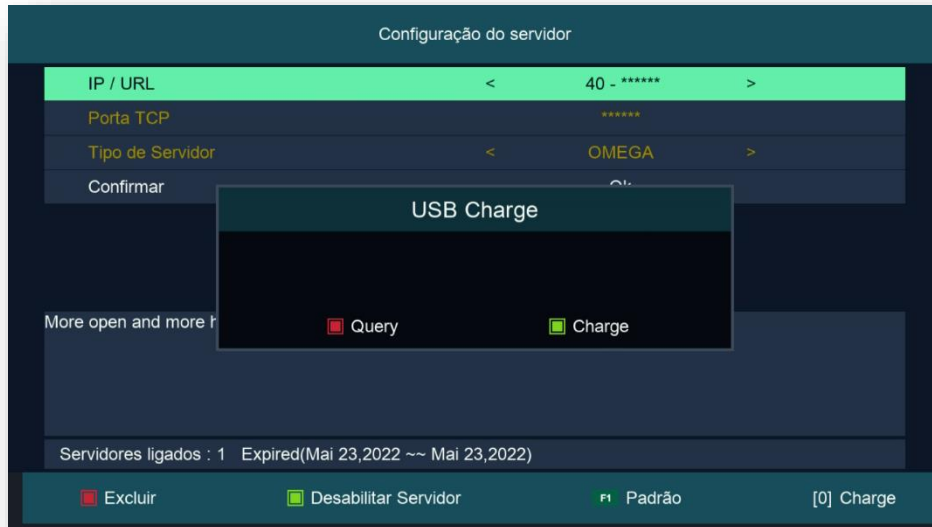 Configuração do servidor
IP / URL < 40 - ****** >
Porta TCP ******
Tipo de Servidor < OMEGA >
Confirmar
USB Charge
More open and more
Query Charge
Servidores ligados : 1 Expired(Mai 23,2022 ~~ Mai 23,2022)
Excluir Desabilitar Servidor F1 Padrão [0] Charge